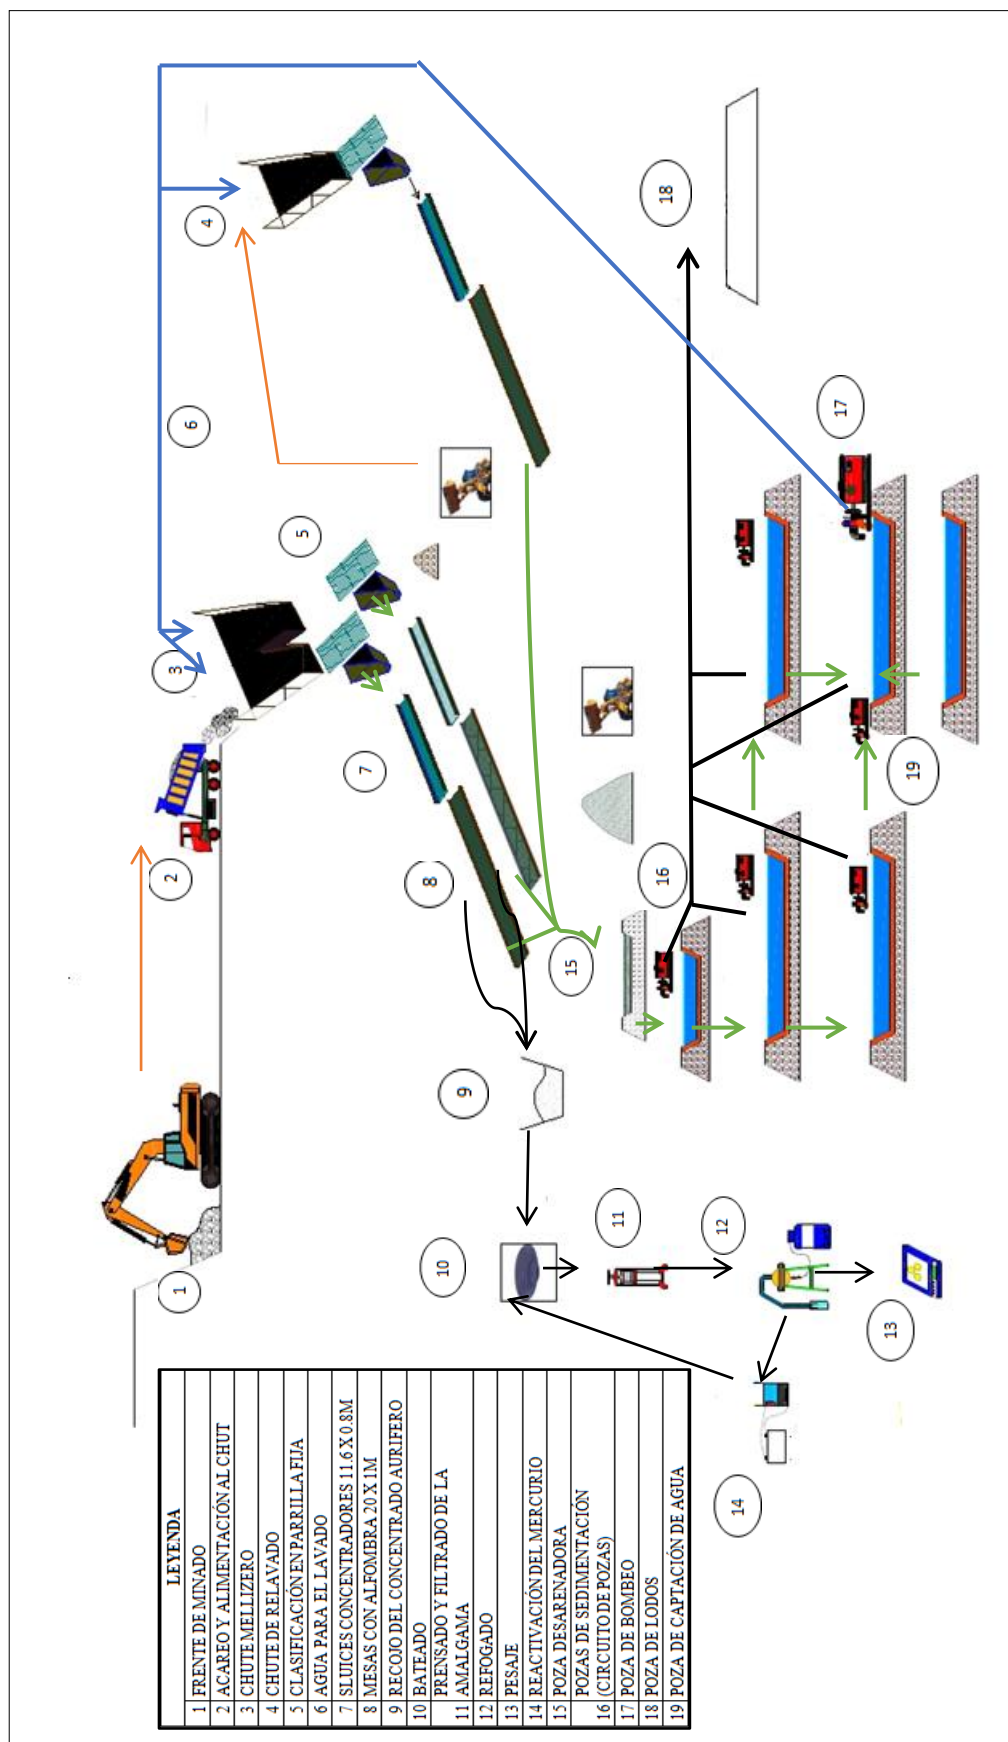 LEYENDA
1 FRENTE DE MINADO
2 ACAREO Y ALIMENTACIÓN AL CHUT
3 CHUTE MELLIZERO
4 CHUTE DE RELAVADO
5 CLASIFICACIÓN EN PARRILLA FIJA
6 AGUA PARA EL LAVADO
7 SLUICES CONCENTRADORES 11.6 X 0.8M
8 MESAS CON ALFOMBRA 20 X 1M
9 RECOJO DEL CONCENTRADO AURIFERO
10 BATEADO
PRENSADO Y FILTRADO DE LA
11 AMALGAMA
12 REFOGADO
13 PESAJE
14 REACTIVACIÓN DEL MERCURIO
15 POZA DESARENADORA
POZAS DE SEDIMENTACIÓN
16 (CIRCUITO DE POZAS)
17 POZA DE BOMBEO
18 POZA DE LODOS
19 POZA DE CAPTACIÓN DE AGUA
1
2
3
4
5
6
7
8
9
10
11
12
13
14
15
16
17
18
19